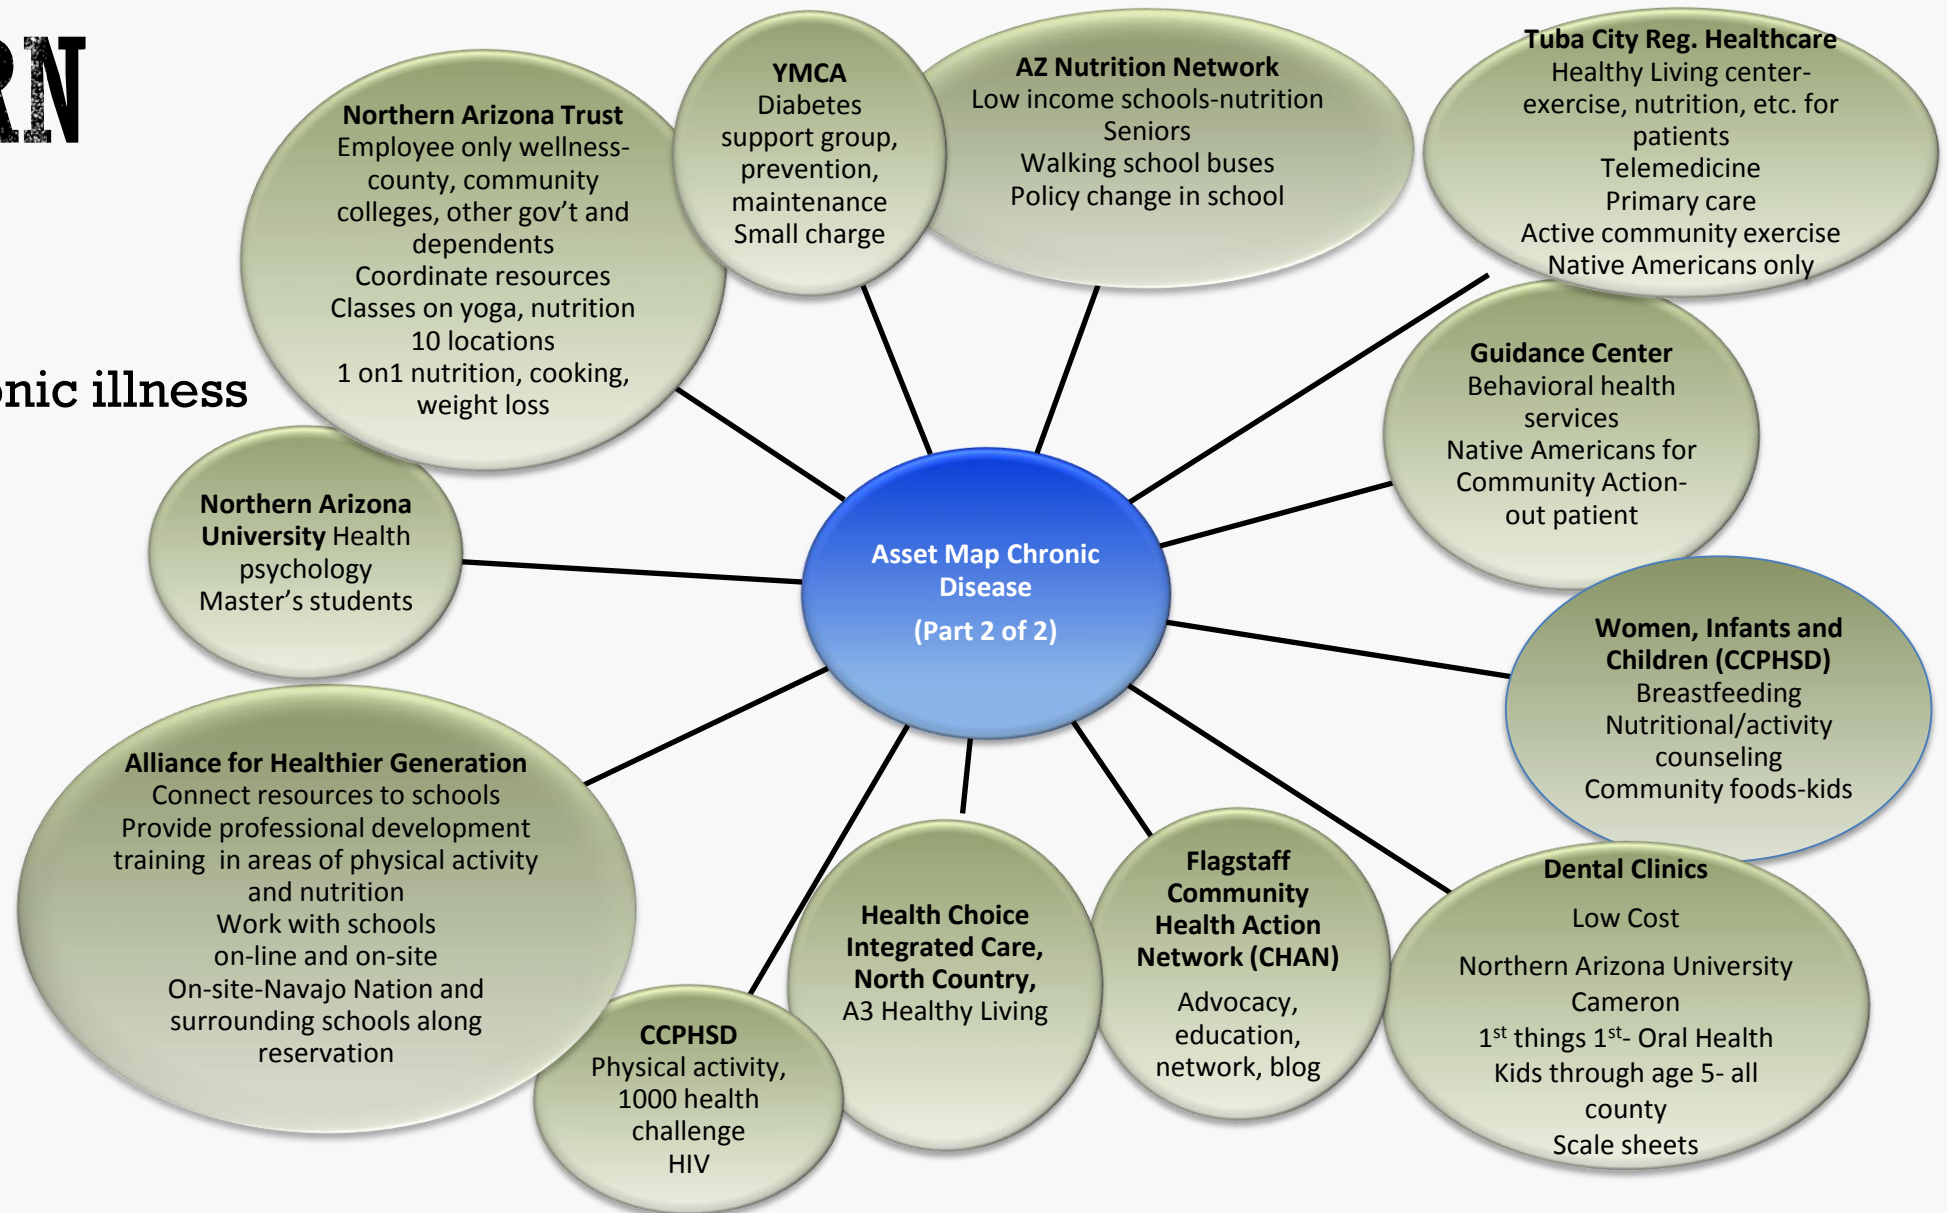 RN
onic illness
Northern Arizona Trust
Employee only wellness-
county, community
colleges, other gov't and
dependents
Coordinate resources
Classes on yoga, nutrition
10 locations
1 on1 nutrition, cooking,
weight loss
YMCA
Diabetes
support group,
prevention,
maintenance
Small charge
AZ Nutrition Network
Low income schools-nutrition
Seniors
Walking school buses
Policy change in school
Tuba City Reg. Healthcare
Healthy Living center-
exercise, nutrition, etc. for
patients
Telemedicine
Primary care
Active community exercise
Native Americans only
Guidance Center
Behavioral health
services
Native Americans for
Community Action-
out patient
Northern Arizona
University Health
psychology
Master's students
Asset Map Chronic
Disease
(Part 2 of 2)
Women, Infants and
Children (CCPHSD)
Breastfeeding
Nutritional/activity
counseling
Community foods-kids
Alliance for Healthier Generation
Connect resources to schools
Provide professional development
training  in areas of physical activity
and nutrition
Work with schools
on-line and on-site
On-site-Navajo Nation and
surrounding schools along
reservation
CCPHSD
Physical activity,
1000 health
challenge
HIV
Health Choice
Integrated Care,
North Country,
A3 Healthy Living
Flagstaff
Community
Health Action
Network (CHAN)
Advocacy,
education,
network, blog
Dental Clinics
Low Cost
Northern Arizona University
Cameron
1st things 1st- Oral Health
Kids through age 5- all
county
Scale sheets